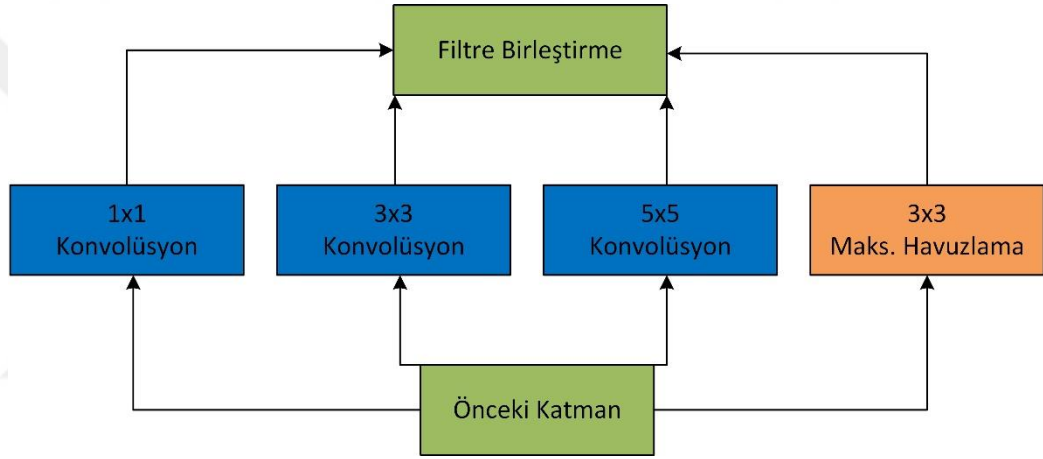 Filtre Birleştirme
1x1
Konvolüsyon
3x3
Konvolüsyon
5x5
Konvolüsyon
3x3
Maks. Havuzlama
Önceki Katman